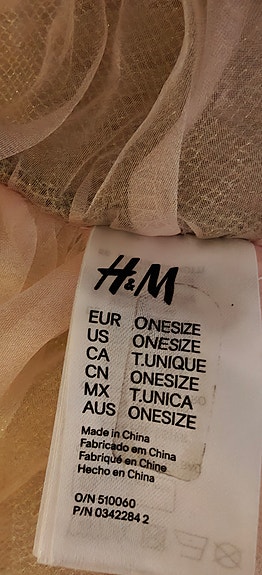 H&M
EUR ONESIZE
US ONESIZE
CA T.UNIQUE
CN ONESIZE
MX T.UNICA
AUS ONESIZE
Made in China
Fabricado em China
Fabriqué en Chine
Hecho en China
O/N 510060
P/N 0342284 2